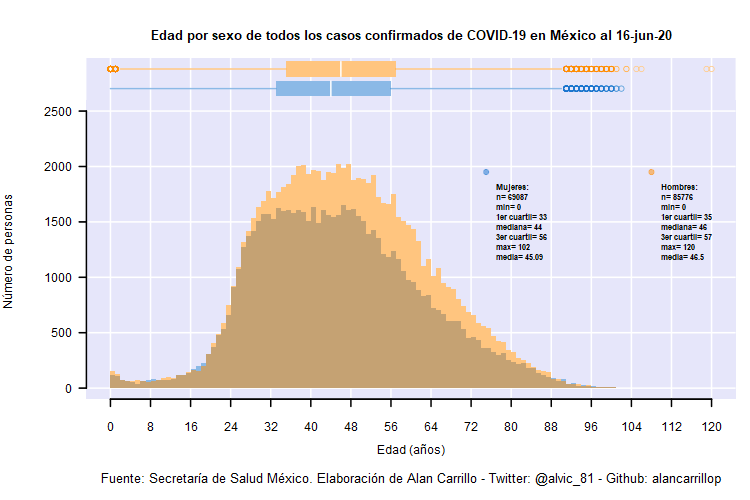 Edad por sexo de todos los casos confirmados de COVID-19 en México al 16-jun-20
2500
2000
1500
1000
500
0
Número de personas
Mujeres:
n= 69087
min= 0
1er cuartil= 33
mediana= 44
3er cuartil= 56
max= 102
media= 45.09
Hombres:
n= 85776
min= 0
1er cuartil= 35
mediana= 46
3er cuartil= 57
max= 120
media= 46.5
0 8 16 24 32 40 48 56 64 72 80 88 96 104 112 120
Edad (años)
Fuente: Secretaría de Salud México. Elaboración de Alan Carrillo - Twitter: @alvic_81 - Github: alancarrillop